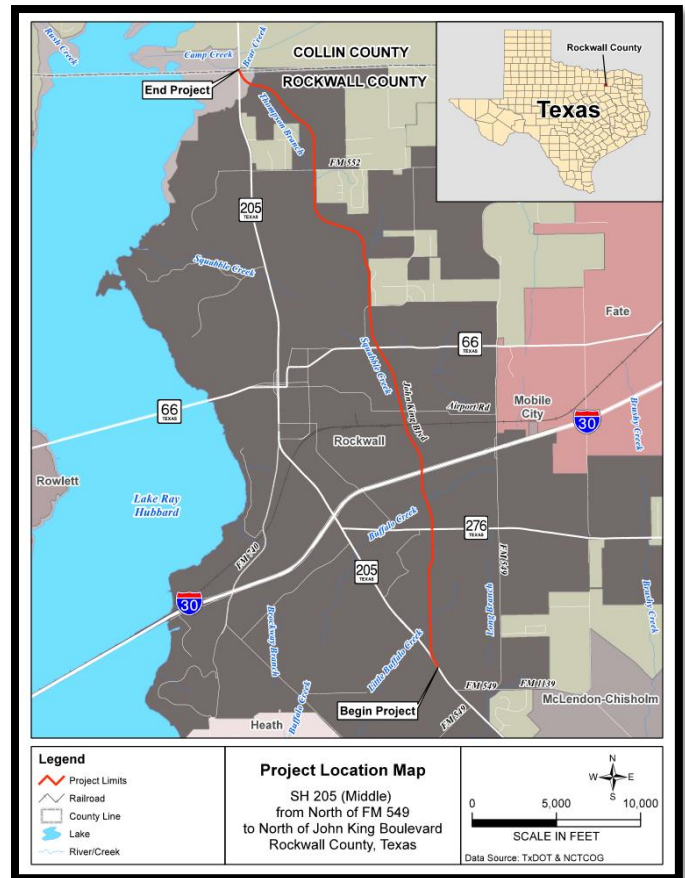 Rush Creek
Camp Creek
Bear Creek
COLLIN COUNTY
ROCKWALL COUNTY
End Project
Thompson Branch
FM 552
Rockwall County
Texas
205
TEXAS
Squabble Creek
Squabble Creek
66
TEXAS
Fate
66
TEXAS
John King Blvd
Airport Rd
Mobile
City
30
Brushy Creek
Rockwall
Rowlett
Lake Ray
Hubbard
Buffalo Creek
276
TEXAS
FM 740
205
TEXAS
FM 549
Long Branch
30
Brushy Creek
Brockway Branch
Little Buffalo Creek
FM 549
FM 1139
McLendon-Chisholm
Begin Project
Heath
Buffalo Creek
FM 549
Legend
Project Limits
Railroad
County Line
Lake
River/Creek
Project Location Map
SH 205 (Middle)
from North of FM 549
to North of John King Boulevard
Rockwall County, Texas
N
W
E
S
0
5,000
10,000
SCALE IN FEET
Data Source: TxDOT & NCTCOG